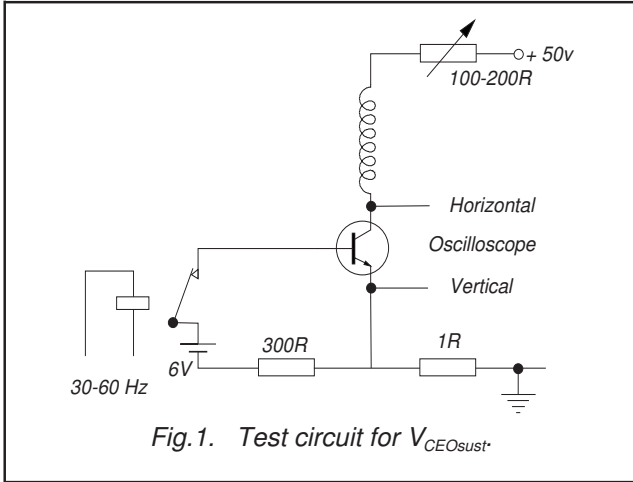 + 50v
100-200R
Horizontal
Oscilloscope
Vertical
300R
1R
6V
30-60 Hz
Fig.1. Test circuit for VCEOsust.